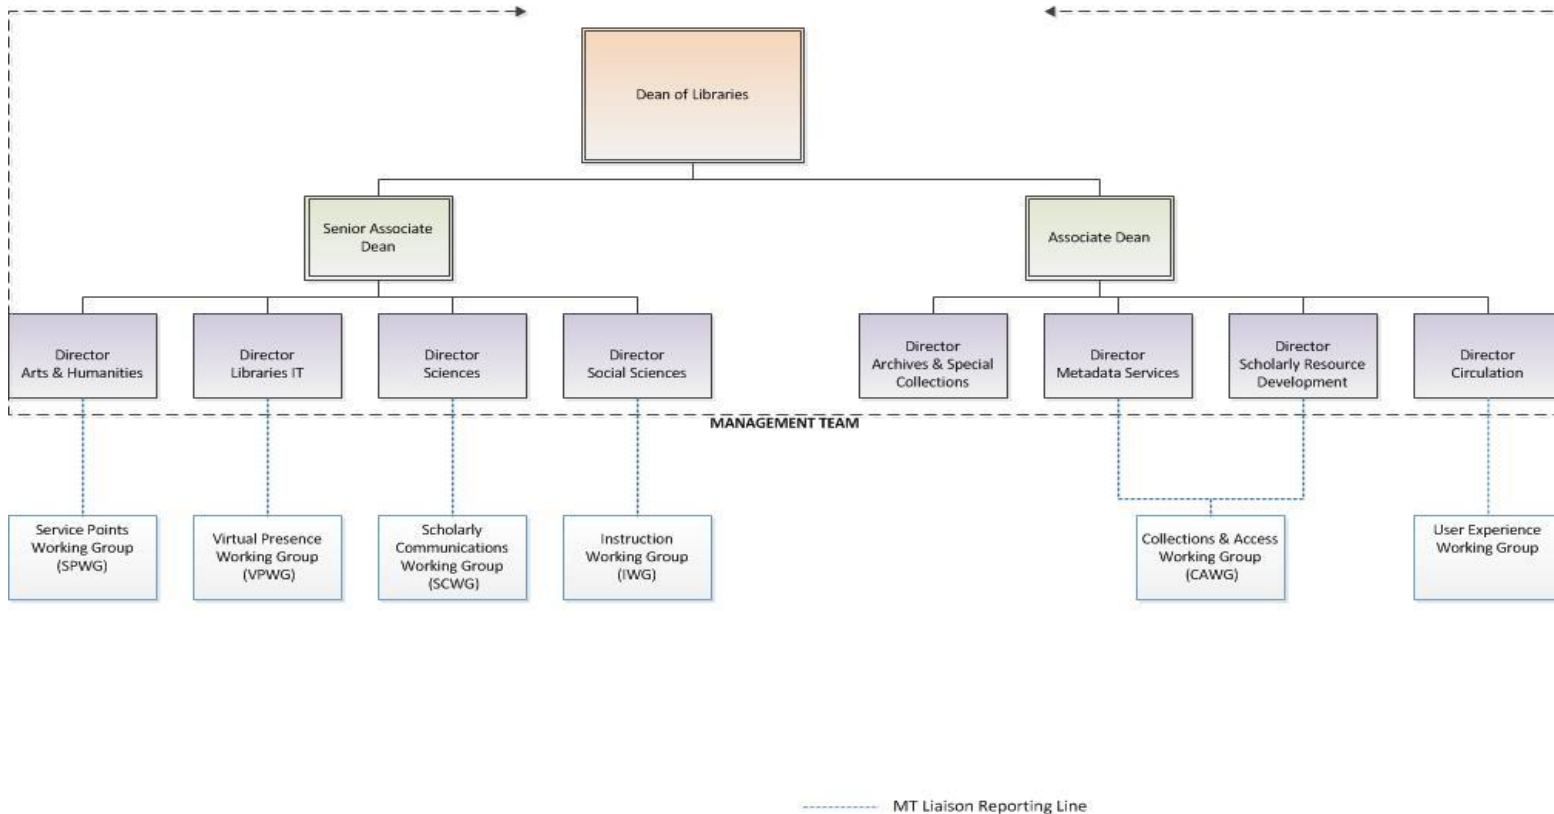 Dean of Libraries
Senior Associate
Dean
Associate Dean
Director
Arts & Humanities
Director
Libraries IT
Director
Sciences
Director
Social Sciences
Director
Archives & Special
Collections
Director
Metadata Services
Director
Scholarly Resource
Development
Director
Circulation
MANAGEMENT TEAM
Service Points
Working Group
(SPWG)
Virtual Presence
Working Group
(VPWG)
Scholarly
Communications
Working Group
(SCWG)
Instruction
Working Group
(IWG)
Collections & Access
Working Group
(CAWG)
User Experience
Working Group
MT Liaison Reporting Line